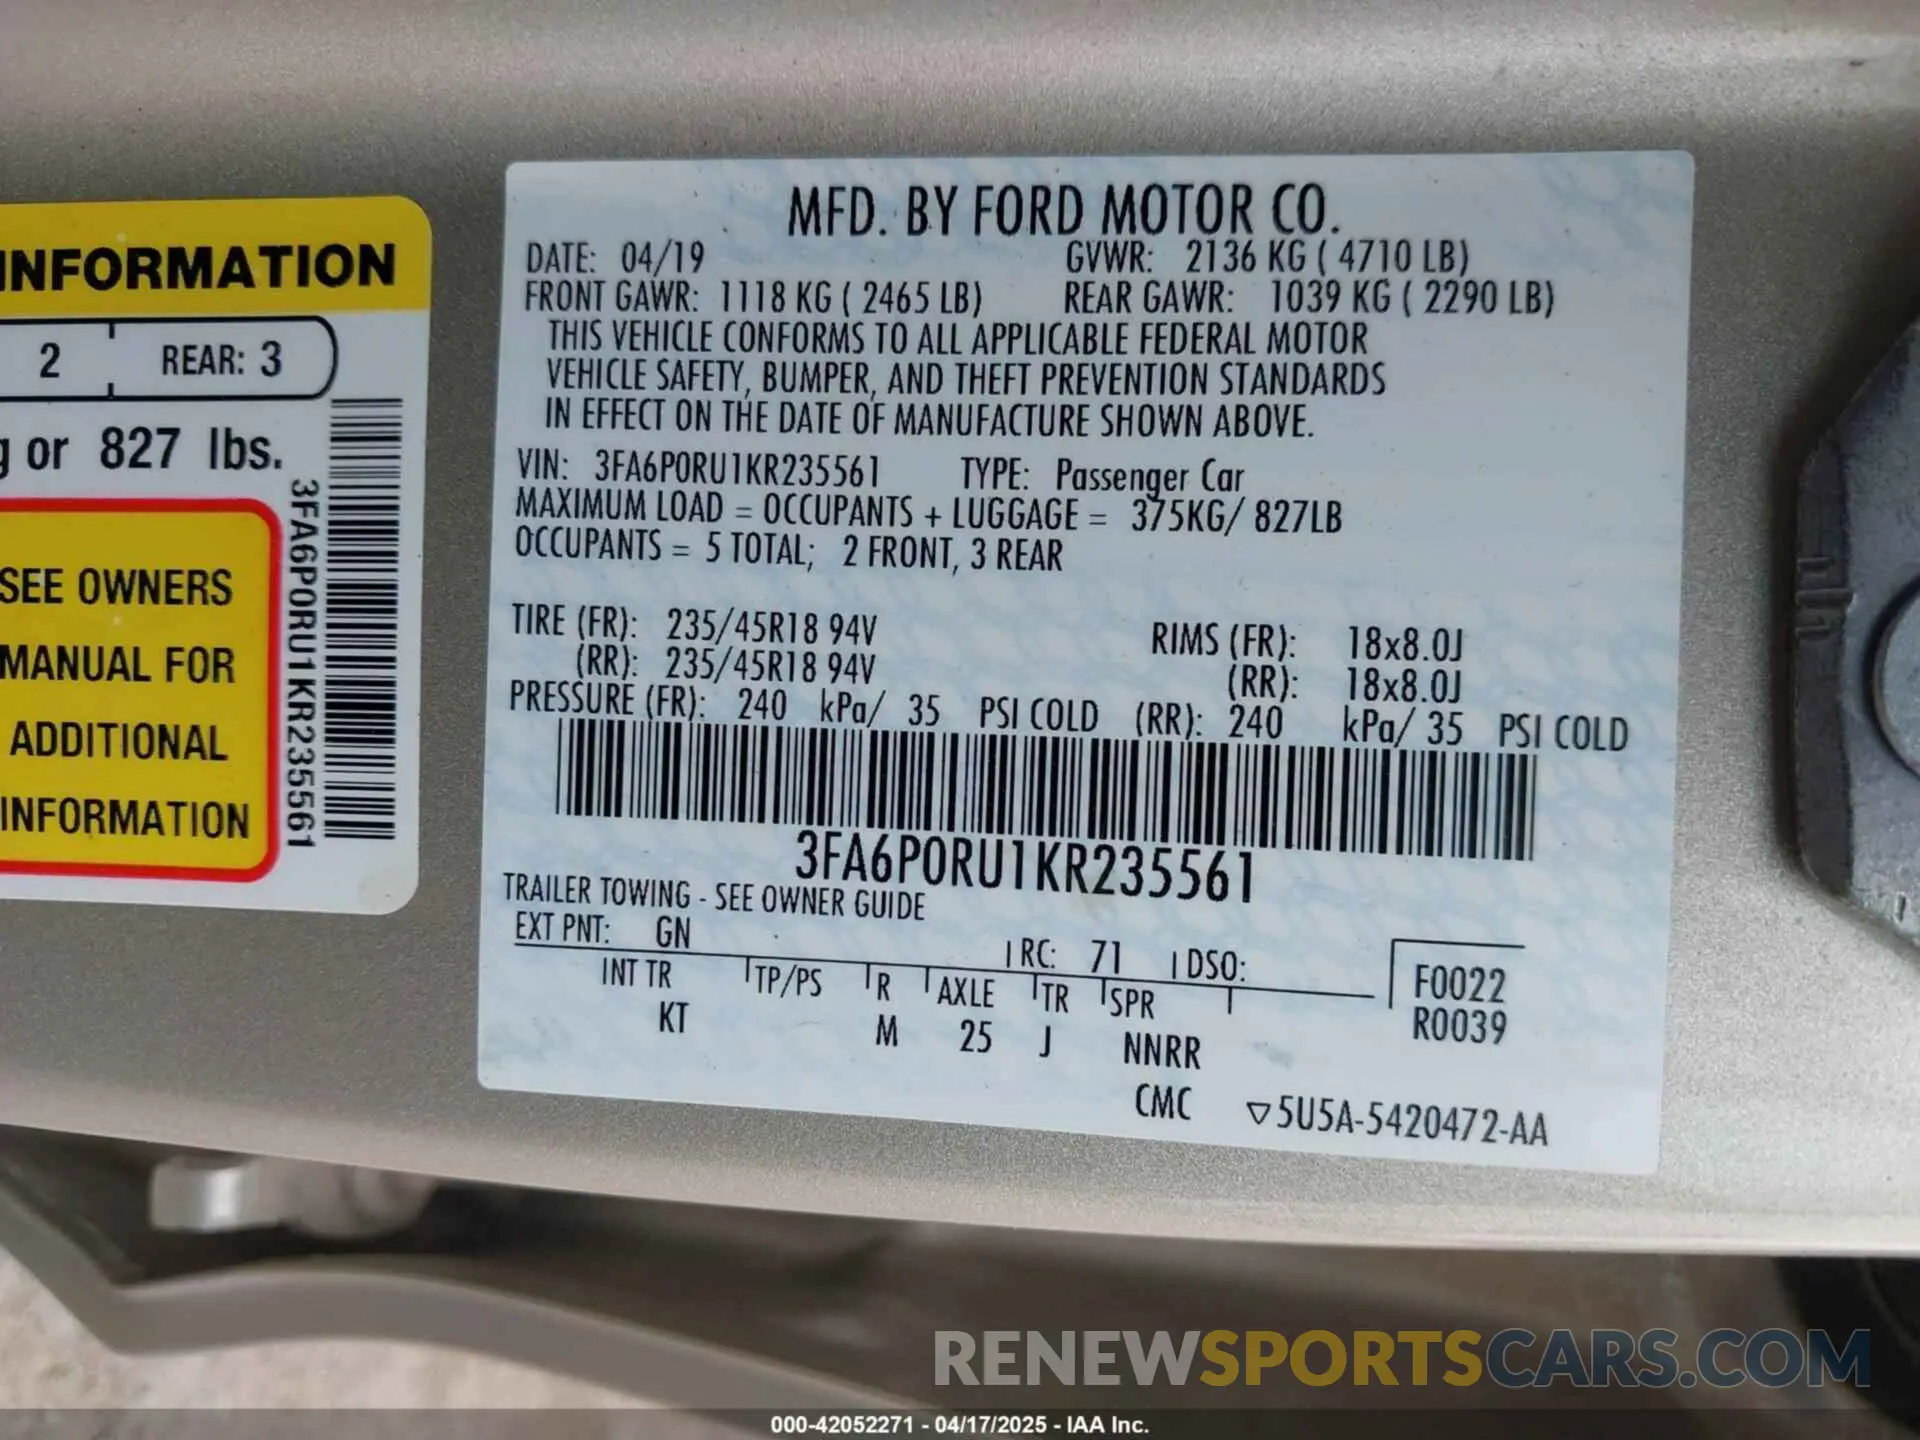 INFORMATION
2 REAR: 3
g or 827 lbs.
SEE OWNERS
MANUAL FOR
ADDITIONAL
INFORMATION
3FA6P0RU1KR235561
MFD. BY FORD MOTOR CO.
DATE: 04/19 GVWR: 2136 KG ( 4710 LB)
FRONT GAWR: 1118 KG ( 2465 LB) REAR GAWR: 1039 KG ( 2290 LB)
THIS VEHICLE CONFORMS TO ALL APPLICABLE FEDERAL MOTOR
VEHICLE SAFETY, BUMPER, AND THEFT PREVENTION STANDARDS
IN EFFECT ON THE DATE OF MANUFACTURE SHOWN ABOVE.
VIN: 3FA6P0RU1KR235561 TYPE: Passenger Car
MAXIMUM LOAD = OCCUPANTS + LUGGAGE = 375KG/ 827LB
OCCUPANTS = 5 TOTAL; 2 FRONT, 3 REAR
TIRE (FR): 235/45R18 94V RIMS (FR): 18x8.0J
(RR): 235/45R18 94V (RR): 18x8.0J
PRESSURE (FR): 240 kPa/ 35 PSI COLD (RR): 240 kPa/ 35 PSI COLD
3FA6P0RU1KR235561
TRAILER TOWING - SEE OWNER GUIDE
EXT PNT: GN RC: 71 DSO:
INT TR TP/PS R AXLE TR SPR F0022
KT M 25 J NNRR R0039
CMC ▽5U5A-5420472-AA
RENEWSPORTSCARS.COM
000-42052271 - 04/17/2025 - IAA Inc.